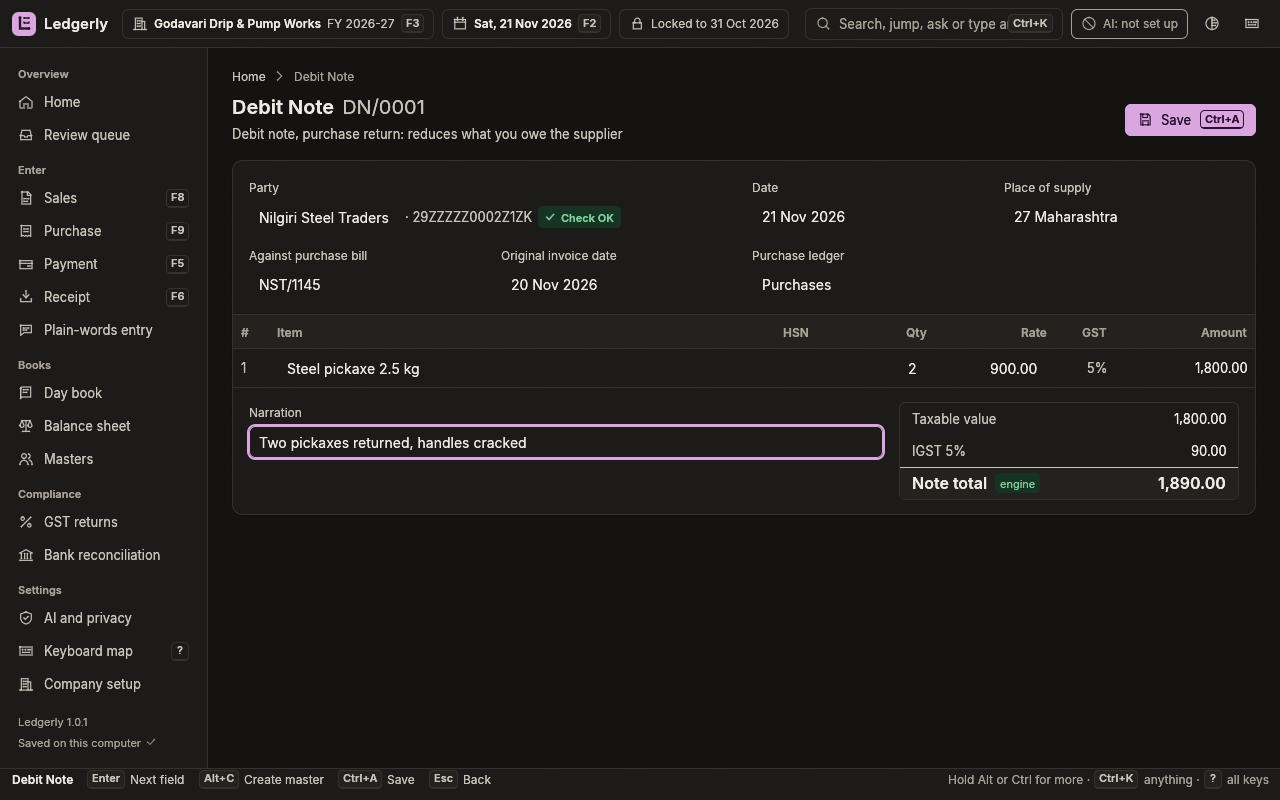 Ledgerly
Godavari Drip & Pump Works FY 2026-27 F3
Sat, 21 Nov 2026 F2
Locked to 31 Oct 2026
Search, jump, ask or type a Ctrl+K
AI: not set up
Overview
Home
Review queue
Enter
Sales F8
Purchase F9
Payment F5
Receipt F6
Plain-words entry
Books
Day book
Balance sheet
Masters
Compliance
GST returns
Bank reconciliation
Settings
AI and privacy
Keyboard map ?
Company setup
Ledgerly 1.0.1
Saved on this computer
Home > Debit Note
Debit Note DN/0001
Debit note, purchase return: reduces what you owe the supplier
Save Ctrl+A
Party Date Place of supply
Nilgiri Steel Traders · 29ZZZZZ0002Z1ZK Check OK 21 Nov 2026 27 Maharashtra
Against purchase bill Original invoice date Purchase ledger
NST/1145 20 Nov 2026 Purchases
# Item HSN Qty Rate GST Amount
1 Steel pickaxe 2.5 kg 2 900.00 5% 1,800.00
Narration
Two pickaxes returned, handles cracked
Taxable value 1,800.00
IGST 5% 90.00
Note total engine 1,890.00
Debit Note Enter Next field Alt+C Create master Ctrl+A Save Esc Back
Hold Alt or Ctrl for more · Ctrl+K anything · ? all keys